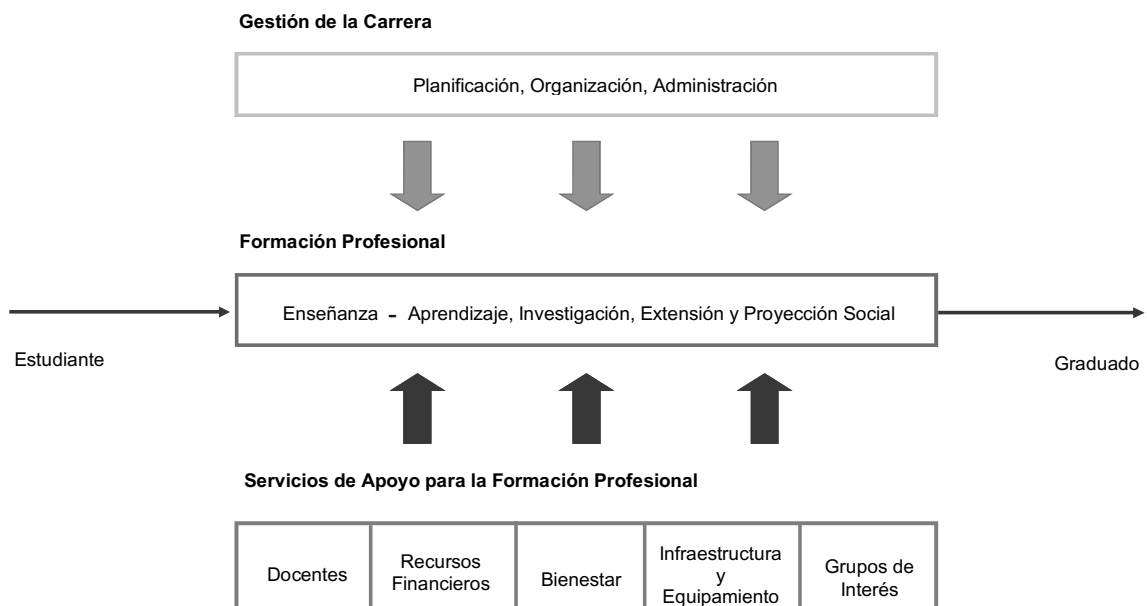 Gestión de la Carrera
Planificación, Organización, Administración
Formación Profesional
Enseñanza - Aprendizaje, Investigación, Extensión y Proyección Social
Estudiante
Graduado
Servicios de Apoyo para la Formación Profesional
Docentes
Recursos
Financieros
Bienestar
Infraestructura
y
Equipamiento
Grupos de
Interés